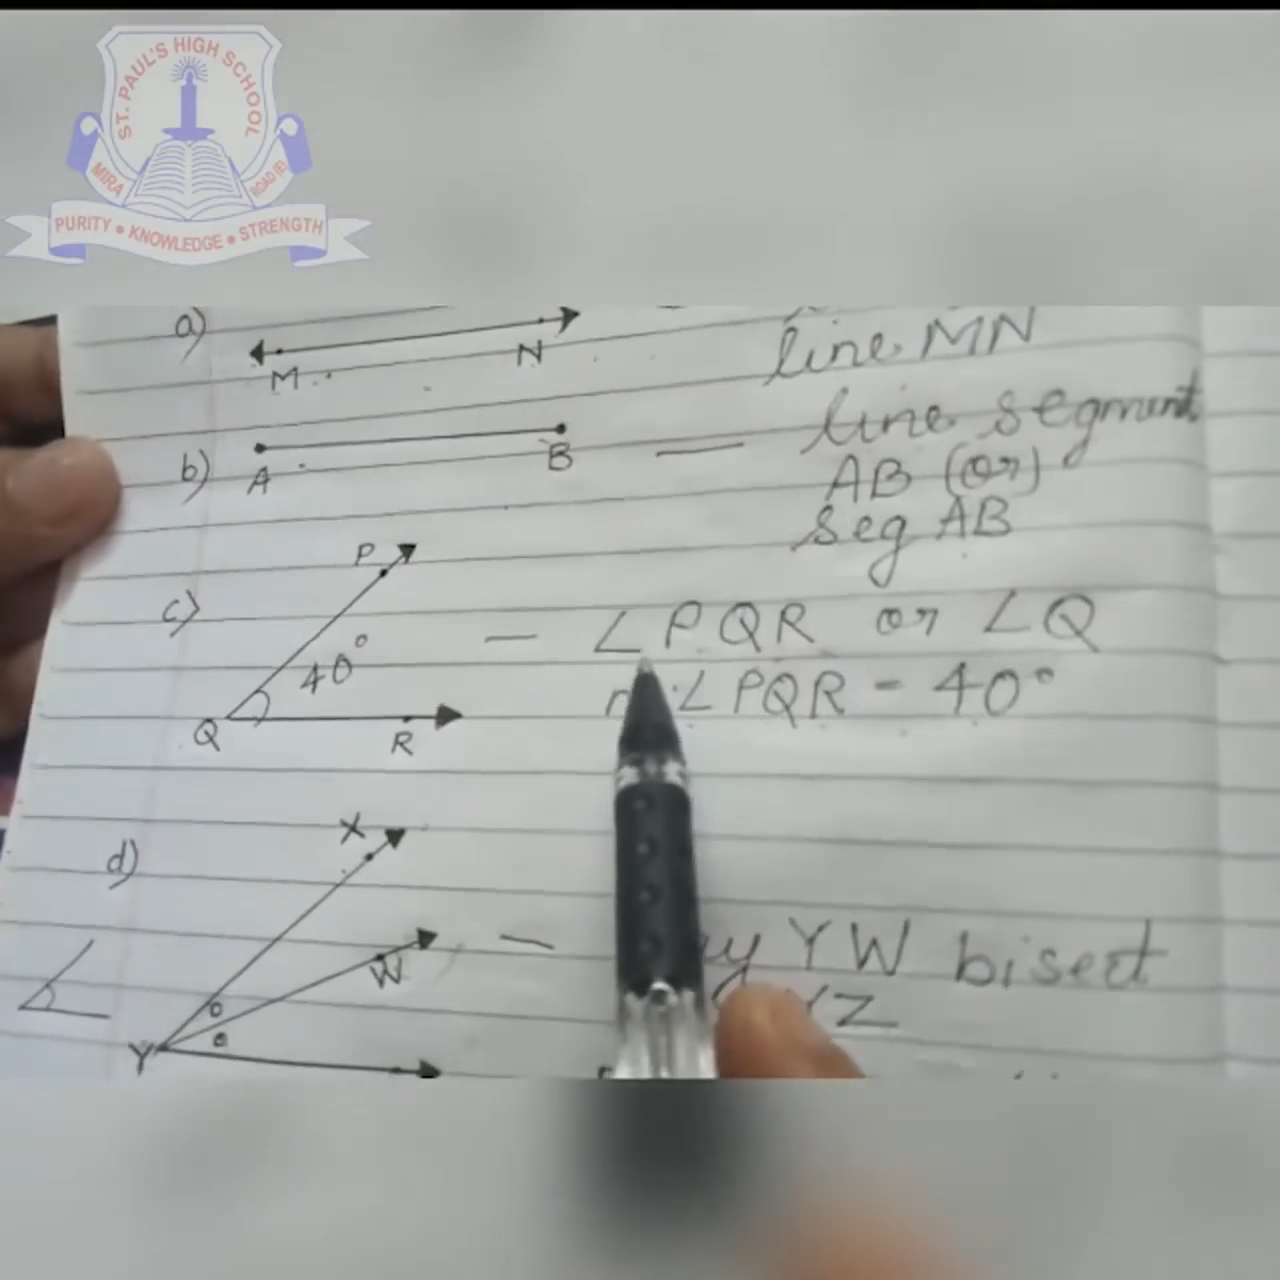 ST. PAUL'S HIGH SCHOOL
MIRA ROAD (E)
PURITY • KNOWLEDGE • STRENGTH
a)
M N
line MN
b)
A B
— line segment
AB (or)
seg AB
c)
P
40°
Q R
— ∠PQR or ∠Q
∠PQR - 40°
d)
X
W
Y
— YW bisect